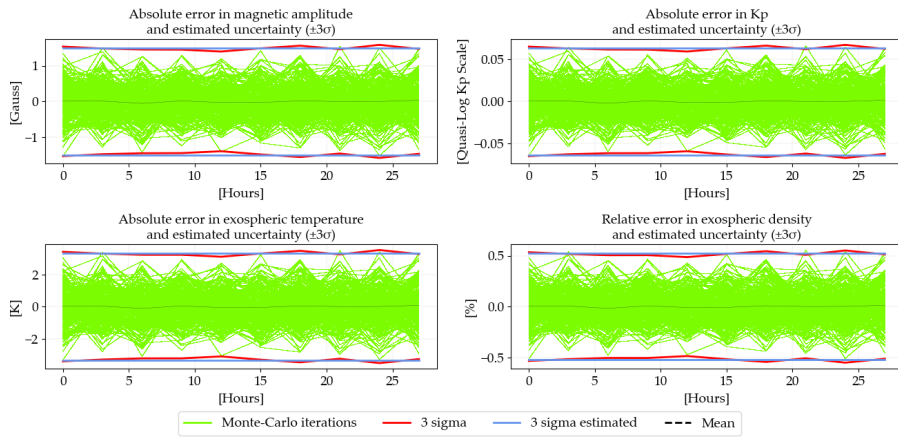 Absolute error in magnetic amplitude
and estimated uncertainty (±3σ)
[Gauss]
1
0
−1
0 5 10 15 20 25
[Hours]
Absolute error in Kp
and estimated uncertainty (±3σ)
[Quasi-Log Kp Scale]
0.05
0.00
−0.05
0 5 10 15 20 25
[Hours]
Absolute error in exospheric temperature
and estimated uncertainty (±3σ)
[K]
2
0
−2
0 5 10 15 20 25
[Hours]
Relative error in exospheric density
and estimated uncertainty (±3σ)
[%]
0.5
0.0
−0.5
0 5 10 15 20 25
[Hours]
Monte-Carlo iterations 3 sigma 3 sigma estimated Mean